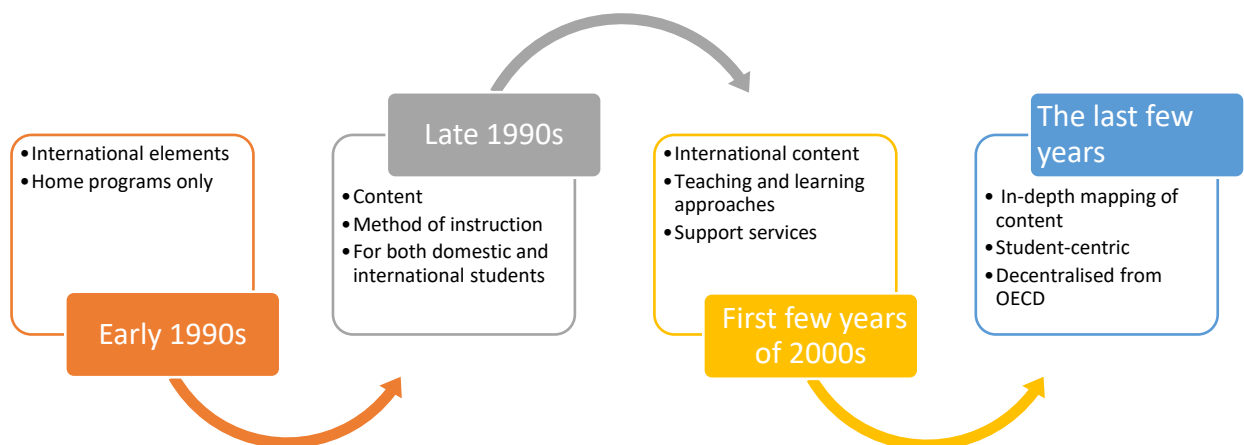 •International elements
•Home programs only
Early 1990s
Late 1990s
•Content
•Method of instruction
•For both domestic and
international students
•International content
•Teaching and learning
approaches
•Support services
First few years
of 2000s
The last few
years
• In-depth mapping of
content
•Student-centric
•Decentralised from
OECD